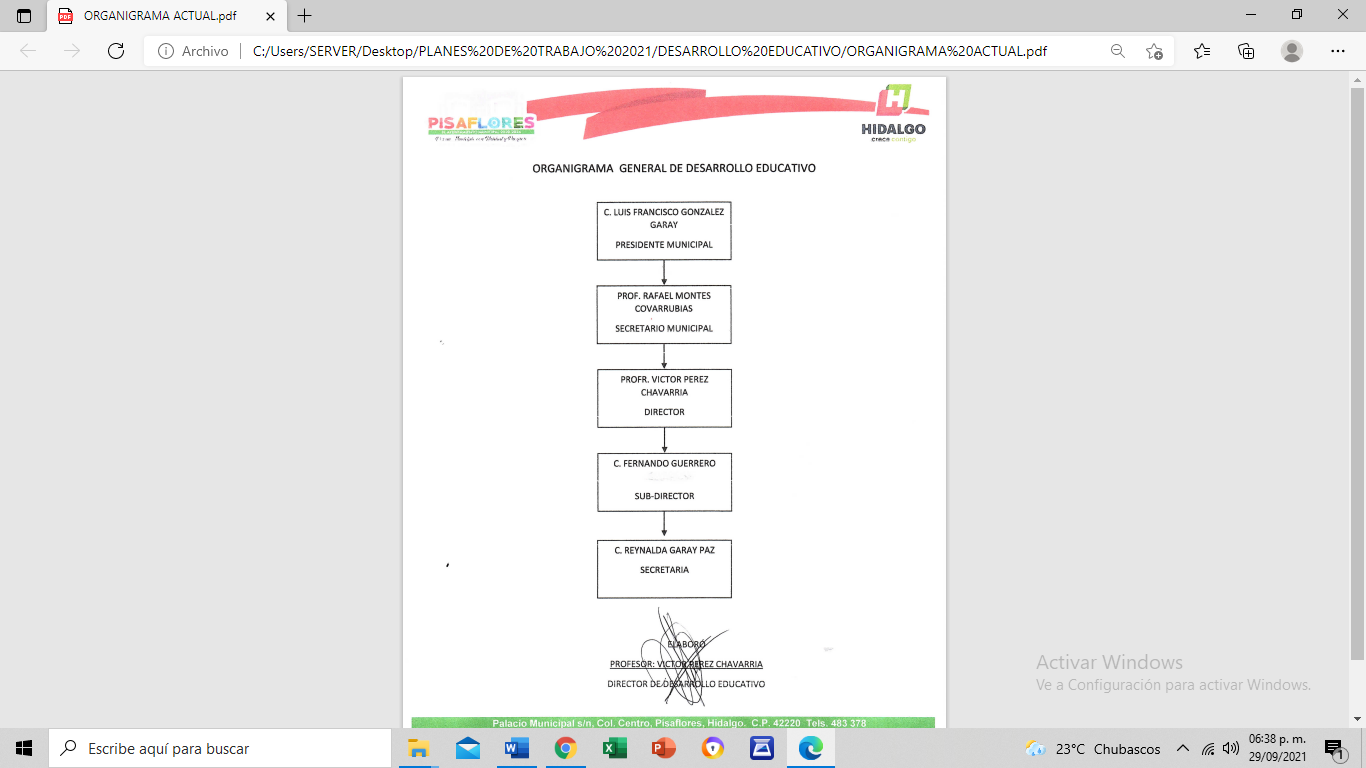 ORGANIGRAMA ACTUAL.pdf
Archivo
C:/Users/SERVER/Desktop/PLANES%20DE%20TRABAJO%202021/DESARROLLO%20EDUCATIVO/ORGANIGRAMA%20ACTUAL.pdf
PISAFLORES
HIDALGO
crece contigo
ORGANIGRAMA GENERAL DE DESARROLLO EDUCATIVO
C. LUIS FRANCISCO GONZALEZ
GARAY
PRESIDENTE MUNICIPAL
PROF. RAFAEL MONTES
COVARRUBIAS
SECRETARIO MUNICIPAL
PROFR. VICTOR PEREZ
CHAVARRIA
DIRECTOR
C. FERNANDO GUERRERO
SUB-DIRECTOR
C. REYNALDA GARAY PAZ
SECRETARIA
ELABORÓ
PROFESOR: VICTOR PEREZ CHAVARRIA
DIRECTOR DE DESARROLLO EDUCATIVO
Palacio Municipal s/n, Col. Centro, Pisaflores, Hidalgo. C.P. 42220 Tels. 483 378
Activar Windows
Ve a Configuración para activar Windows.
Escribe aquí para buscar
23°C Chubascos
06:38 p. m.
29/09/2021
1